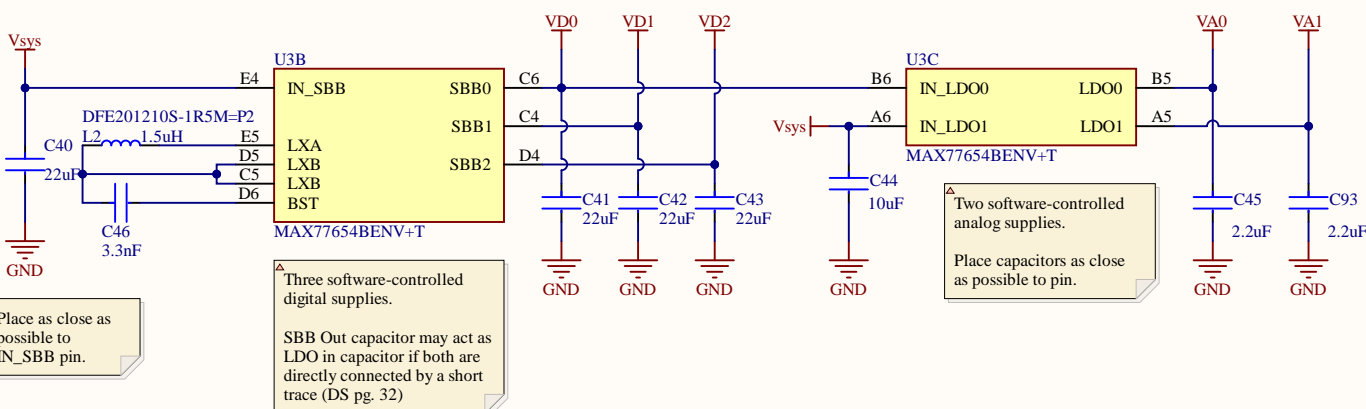 VD0 VD1 VD2 VA0 VA1
Vsys
U3B
U3C
E4 IN_SBB SBB0 C6
B6 IN_LDO0 LDO0 B5
DFE201210S-1R5M=P2
L2 1.5uH
SBB1 C4
Vsys A6 IN_LDO1 LDO1 A5
C40
22uF
E5 LXA
D5 LXB
C5 LXB
D6 BST
SBB2 D4
MAX77654BENV+T
MAX77654BENV+T
C46
3.3nF
C41
22uF
C42
22uF
C43
22uF
C44
10uF
C45
2.2uF
C93
2.2uF
GND
GND
GND
GND
GND
GND
GND
Two software-controlled
analog supplies.
Place capacitors as close
as possible to pin.
Three software-controlled
digital supplies.
SBB Out capacitor may act as
LDO in capacitor if both are
directly connected by a short
trace (DS pg. 32)
Place as close as
possible to
IN_SBB pin.